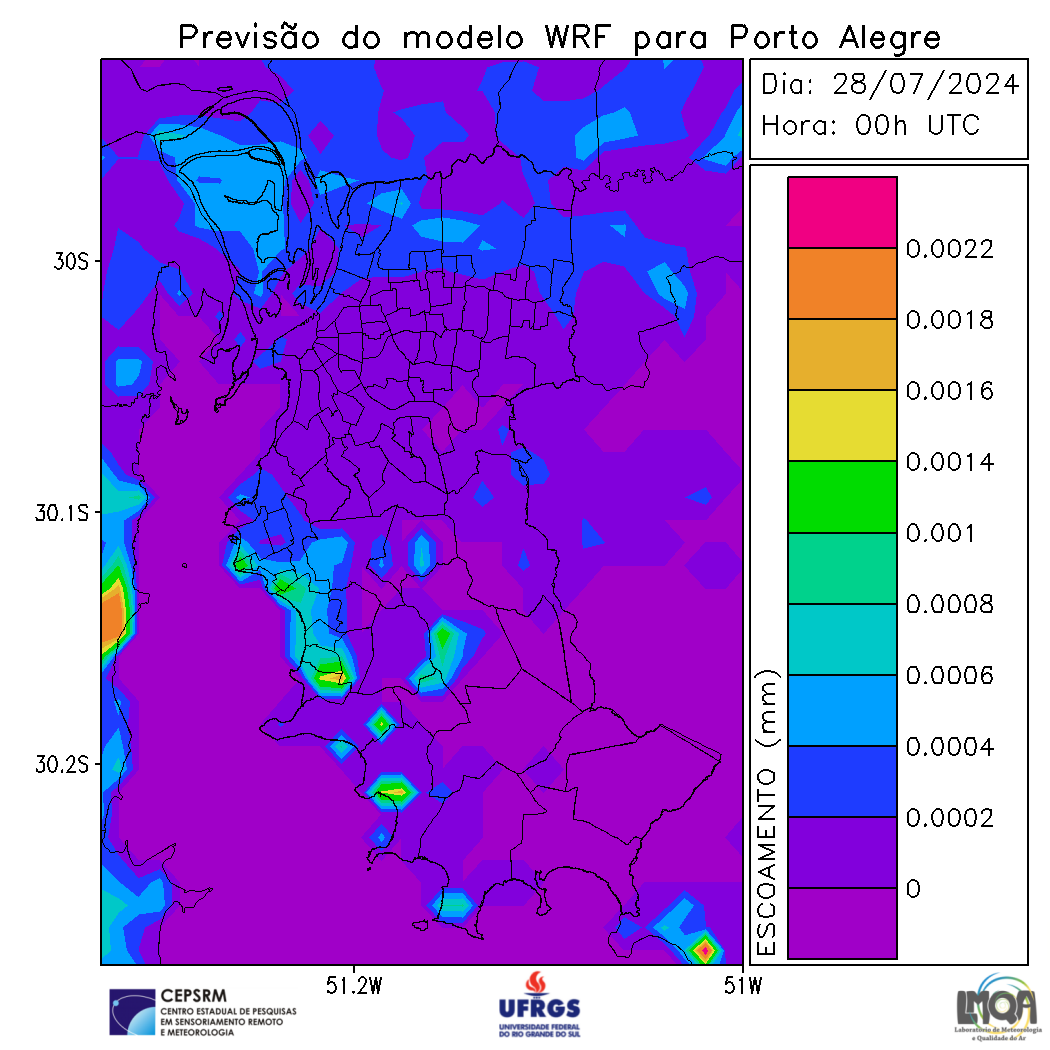 Previsão do modelo WRF para Porto Alegre
Dia: 28/07/2024
Hora: 00h UTC
30S
30.1S
30.2S
51.2W
51W
ESCOAMENTO (mm)
0.0022
0.0018
0.0016
0.0014
0.001
0.0008
0.0006
0.0004
0.0002
0
CEPSRM
CENTRO ESTADUAL DE PESQUISAS
EM SENSORIAMENTO REMOTO
E METEOROLOGIA
UFRGS
UNIVERSIDADE FEDERAL
DO RIO GRANDE DO SUL
LMQA
Laboratório de Meteorologia
e Qualidade do Ar